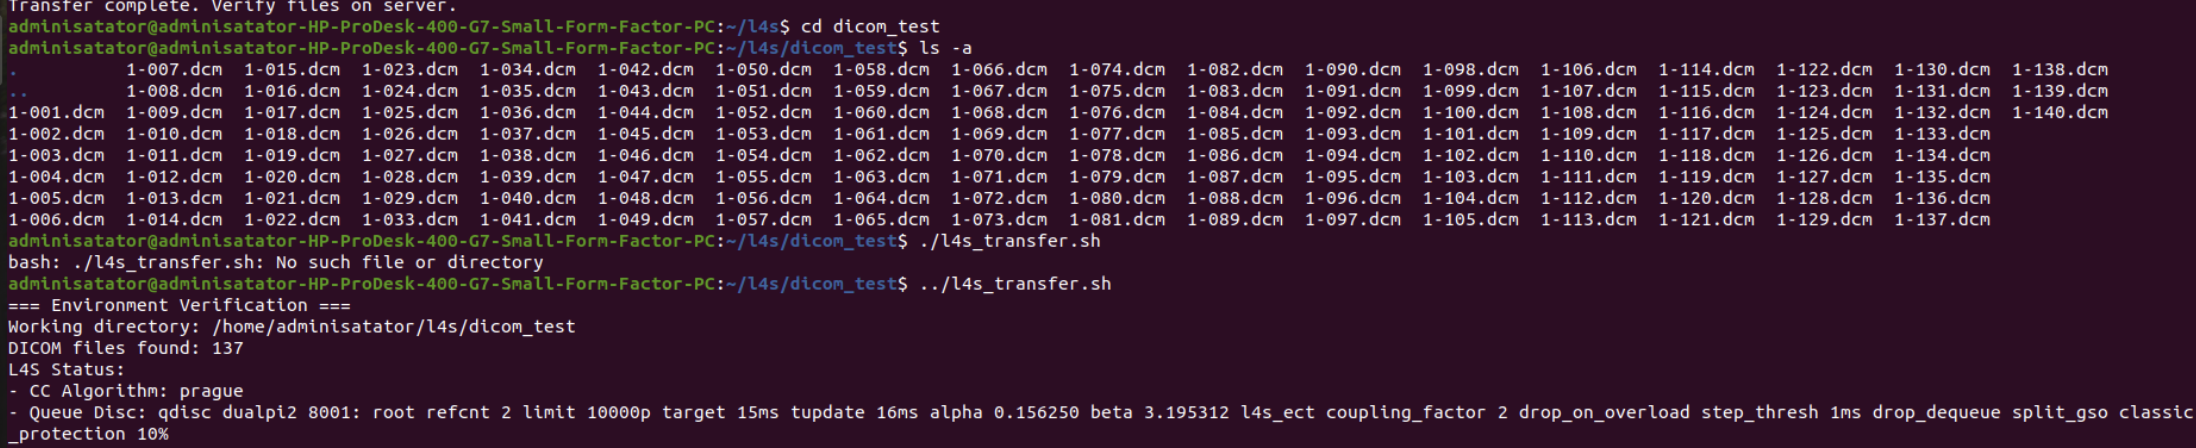 Transfer complete. Verify files on server.
adminisatator@adminisatator-HP-ProDesk-400-G7-Small-Form-Factor-PC:~/l4s$ cd dicom_test
adminisatator@adminisatator-HP-ProDesk-400-G7-Small-Form-Factor-PC:~/l4s/dicom_test$ ls -a
. 1-007.dcm 1-015.dcm 1-023.dcm 1-034.dcm 1-042.dcm 1-050.dcm 1-058.dcm 1-066.dcm 1-074.dcm 1-082.dcm 1-090.dcm 1-098.dcm 1-106.dcm 1-114.dcm 1-122.dcm 1-130.dcm 1-138.dcm
.. 1-008.dcm 1-016.dcm 1-024.dcm 1-035.dcm 1-043.dcm 1-051.dcm 1-059.dcm 1-067.dcm 1-075.dcm 1-083.dcm 1-091.dcm 1-099.dcm 1-107.dcm 1-115.dcm 1-123.dcm 1-131.dcm 1-139.dcm
1-001.dcm 1-009.dcm 1-017.dcm 1-025.dcm 1-036.dcm 1-044.dcm 1-052.dcm 1-060.dcm 1-068.dcm 1-076.dcm 1-084.dcm 1-092.dcm 1-100.dcm 1-108.dcm 1-116.dcm 1-124.dcm 1-132.dcm 1-140.dcm
1-002.dcm 1-010.dcm 1-018.dcm 1-026.dcm 1-037.dcm 1-045.dcm 1-053.dcm 1-061.dcm 1-069.dcm 1-077.dcm 1-085.dcm 1-093.dcm 1-101.dcm 1-109.dcm 1-117.dcm 1-125.dcm 1-133.dcm
1-003.dcm 1-011.dcm 1-019.dcm 1-027.dcm 1-038.dcm 1-046.dcm 1-054.dcm 1-062.dcm 1-070.dcm 1-078.dcm 1-086.dcm 1-094.dcm 1-102.dcm 1-110.dcm 1-118.dcm 1-126.dcm 1-134.dcm
1-004.dcm 1-012.dcm 1-020.dcm 1-028.dcm 1-039.dcm 1-047.dcm 1-055.dcm 1-063.dcm 1-071.dcm 1-079.dcm 1-087.dcm 1-095.dcm 1-103.dcm 1-111.dcm 1-119.dcm 1-127.dcm 1-135.dcm
1-005.dcm 1-013.dcm 1-021.dcm 1-029.dcm 1-040.dcm 1-048.dcm 1-056.dcm 1-064.dcm 1-072.dcm 1-080.dcm 1-088.dcm 1-096.dcm 1-104.dcm 1-112.dcm 1-120.dcm 1-128.dcm 1-136.dcm
1-006.dcm 1-014.dcm 1-022.dcm 1-033.dcm 1-041.dcm 1-049.dcm 1-057.dcm 1-065.dcm 1-073.dcm 1-081.dcm 1-089.dcm 1-097.dcm 1-105.dcm 1-113.dcm 1-121.dcm 1-129.dcm 1-137.dcm
adminisatator@adminisatator-HP-ProDesk-400-G7-Small-Form-Factor-PC:~/l4s/dicom_test$ ./l4s_transfer.sh
bash: ./l4s_transfer.sh: No such file or directory
adminisatator@adminisatator-HP-ProDesk-400-G7-Small-Form-Factor-PC:~/l4s/dicom_test$ ../l4s_transfer.sh
=== Environment Verification ===
Working directory: /home/adminisatator/l4s/dicom_test
DICOM files found: 137
L4S Status:
- CC Algorithm: prague
- Queue Disc: qdisc dualpi2 8001: root refcnt 2 limit 10000p target 15ms tupdate 16ms alpha 0.156250 beta 3.195312 l4s_ect coupling_factor 2 drop_on_overload step_thresh 1ms drop_dequeue split_gso classic
_protection 10%